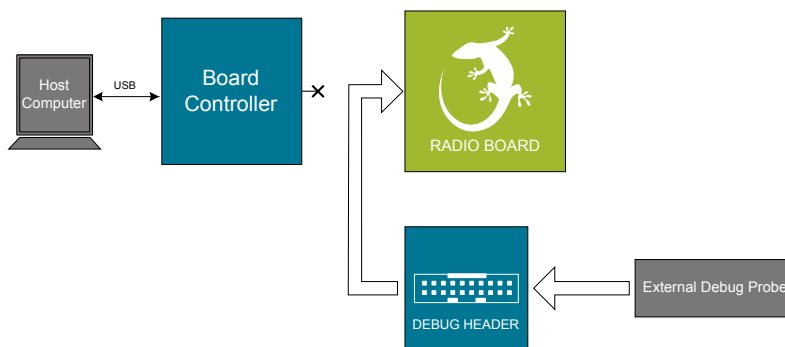 Host
Computer
USB
Board
Controller
RADIO BOARD
DEBUG HEADER
External Debug Probe